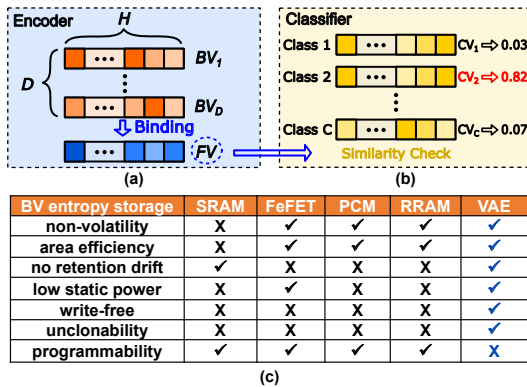 Encoder
H
D
BV1
BVD
Binding
FV
(a)
Classifier
Class 1 CV1 ⇒ 0.03
Class 2 CV2 ⇒ 0.82
Class C CVC ⇒ 0.07
Similarity Check
(b)
BV entropy storage SRAM FeFET PCM RRAM VAE
non-volatility X ✓ ✓ ✓ ✓
area efficiency X ✓ ✓ ✓ ✓
no retention drift ✓ X X X ✓
low static power X ✓ X X ✓
write-free X X X X ✓
unclonability X X X X ✓
programmability ✓ ✓ ✓ ✓ X
(c)